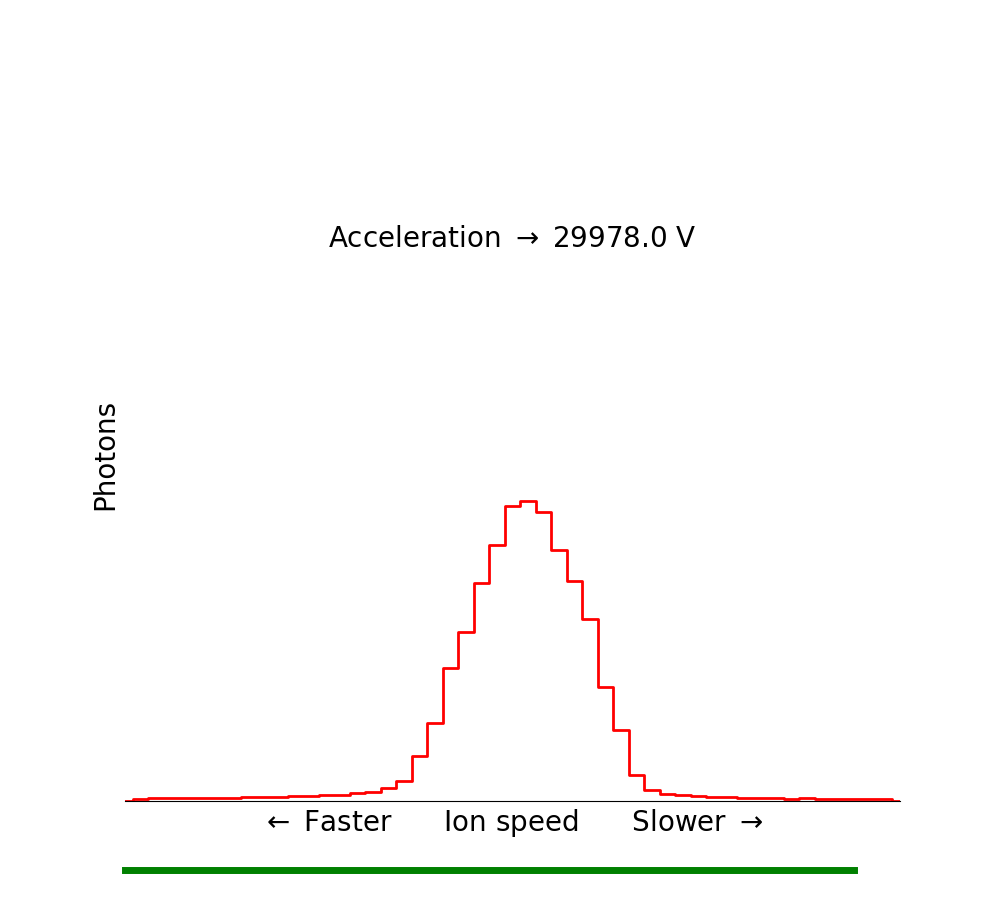 Acceleration → 29978.0 V
Photons
← Faster Ion speed Slower →